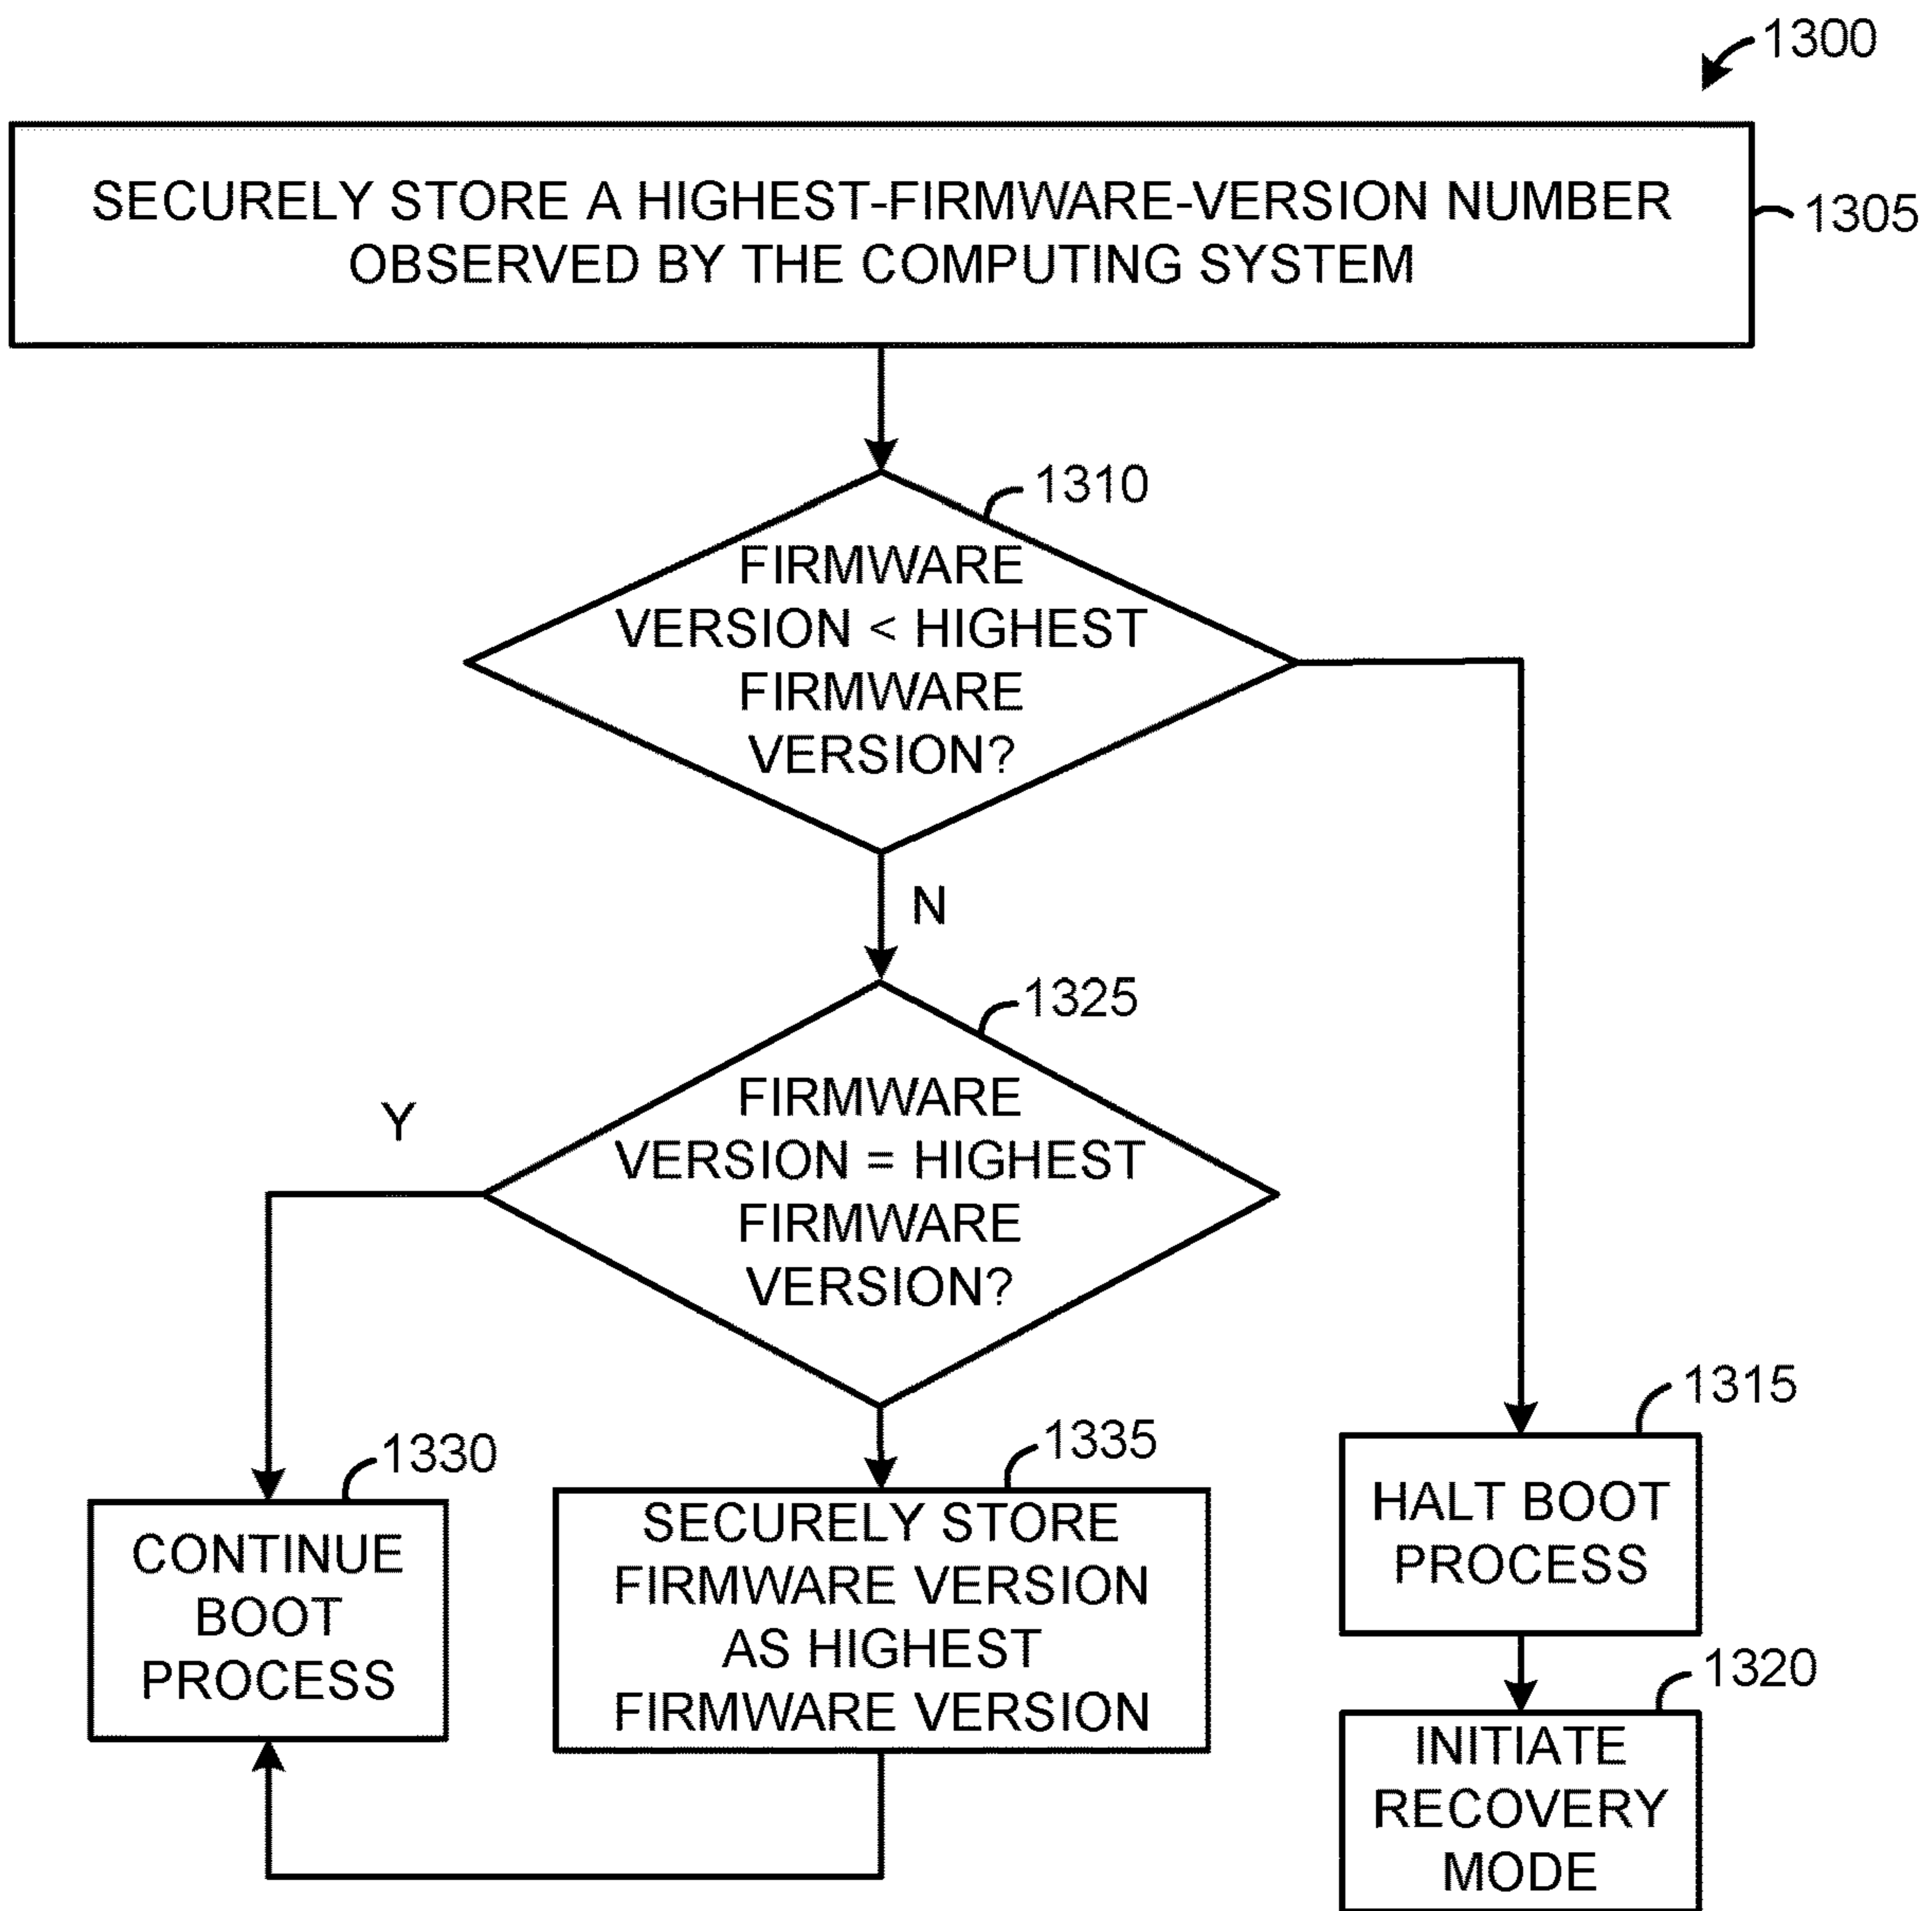 1300
SECURELY STORE A HIGHEST-FIRMWARE-VERSION NUMBER
OBSERVED BY THE COMPUTING SYSTEM
1305
1310
FIRMWARE
VERSION < HIGHEST
FIRMWARE
VERSION?
N
1325
FIRMWARE
VERSION = HIGHEST
FIRMWARE
VERSION?
Y
1330
CONTINUE
BOOT
PROCESS
1335
SECURELY STORE
FIRMWARE VERSION
AS HIGHEST
FIRMWARE VERSION
1315
HALT BOOT
PROCESS
1320
INITIATE
RECOVERY
MODE